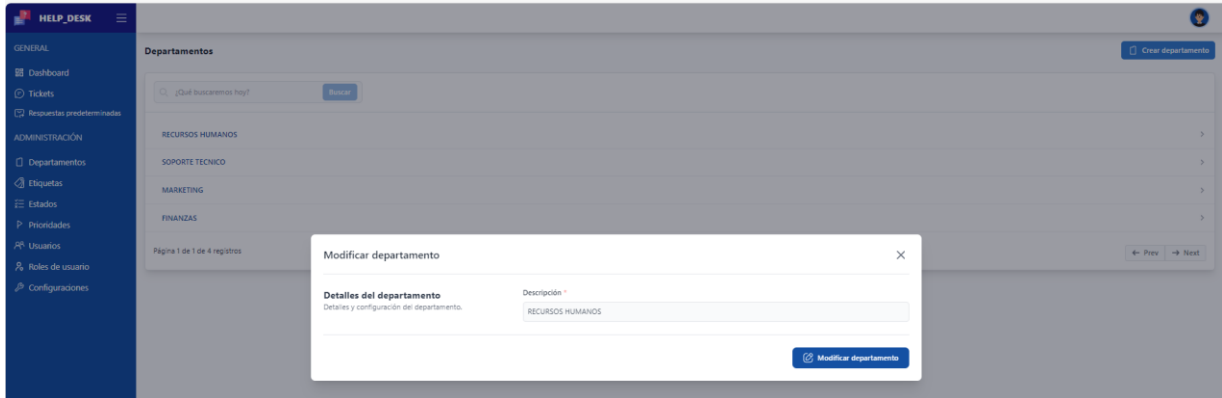 HELP_DESK
GENERAL
Dashboard
Tickets
Respuestas predeterminadas
ADMINISTRACIÓN
Departamentos
Etiquetas
Estados
Prioridades
Usuarios
Roles de usuario
Configuraciones
Departamentos
Crear departamento
¿Qué buscaremos hoy?
Buscar
RECURSOS HUMANOS
SOPORTE TECNICO
MARKETING
FINANZAS
Página 1 de 1 de 4 registros
← Prev → Next
Modificar departamento
Detalles del departamento
Detalles y configuración del departamento.
Descripción *
RECURSOS HUMANOS
Modificar departamento